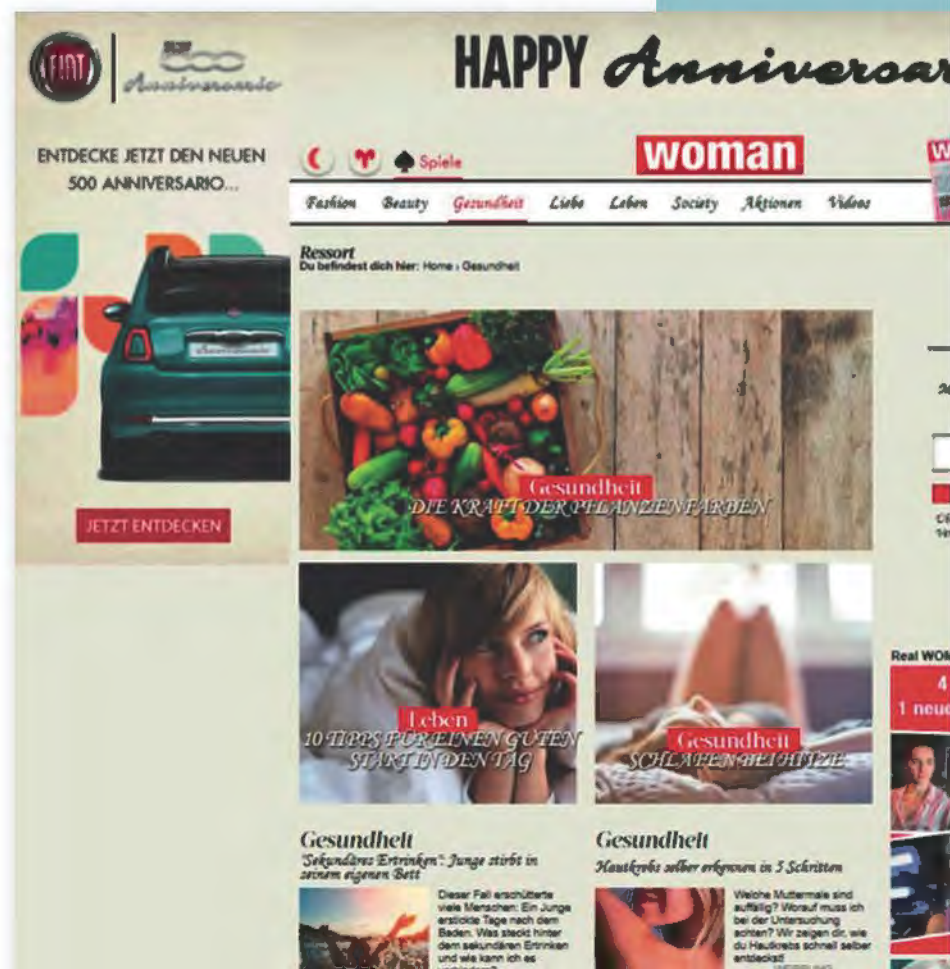 FIAT
500
Anniversario
HAPPY Anniversar
ENTDECKE JETZT DEN NEUEN
500 ANNIVERSARIO...
JETZT ENTDECKEN
Spiele
woman
Fashion Beauty Gesundheit Liebe Leben Society Aktionen Videos
Ressort
Du befindest dich hier: Home › Gesundheit
Gesundheit
DIE KRAFT DER PFLANZENFARBEN
Leben
10 TIPPS FÜR EINEN GUTEN
START IN DEN TAG
Gesundheit
SCHLAFEN BEI HITZE
Gesundheit
"Sekundäres Ertrinken": Junge stirbt in
seinem eigenen Bett
Dieser Fall erschütterte
viele Menschen: Ein Junge
erstickte Tage nach dem
Baden. Was steckt hinter
dem sekundären Ertrinken
und wie kann ich es
Gesundheit
Hautkrebs selber erkennen in 5 Schritten
Welche Muttermale sind
auffällig? Worauf muss ich
bei der Untersuchung
achten? Wir zeigen dir, wie
du Hautkrebs schnell selber
entdeckst!
Real WOM
4
1 neue